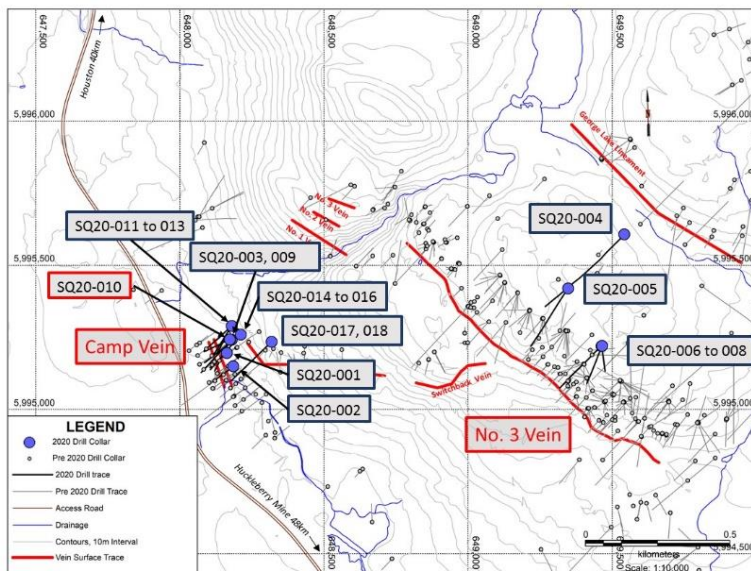 647,500
648,000
649,000
649,500
Houston 40km
5,996,000
5,996,000
George Lake Lineament
No. 3 Vein
No. 2 Vein
SQ20-004
SQ20-011 to 013
SQ20-003, 009
5,995,500
SQ20-010
SQ20-014 to 016
SQ20-005
SQ20-017, 018
Camp Vein
SQ20-006 to 008
SQ20-001
Switchback Vein
5,995,000
5,995,000
SQ20-002
No. 3 Vein
LEGEND
2020 Drill Collar
Pre 2020 Drill Collar
2020 Drill trace
Pre 2020 Drill Trace
Access Road
Drainage
Contours, 10m Interval
Vein Surface Trace
Huckleberry Mine 48km
648,500
649,000
5,994,500
0
0.5
kilometers
Scale: 1:10,000